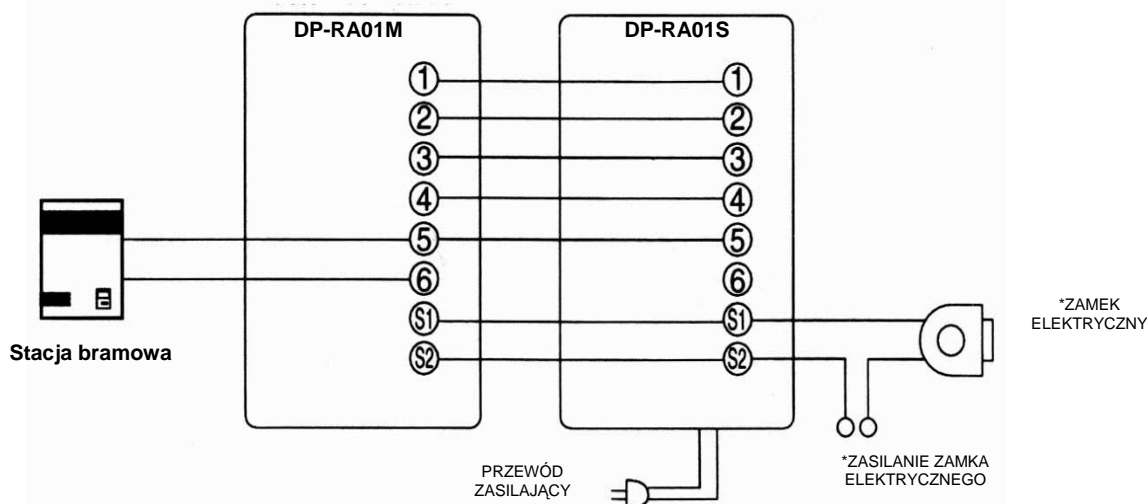 DP-RA01M
DP-RA01S
1
1
2
2
3
3
4
4
5
5
6
6
S1
S1
S2
S2
Stacja bramowa
*ZAMEK
ELEKTRYCZNY
*ZASILANIE ZAMKA
ELEKTRYCZNEGO
PRZEWÓD
ZASILAJĄCY